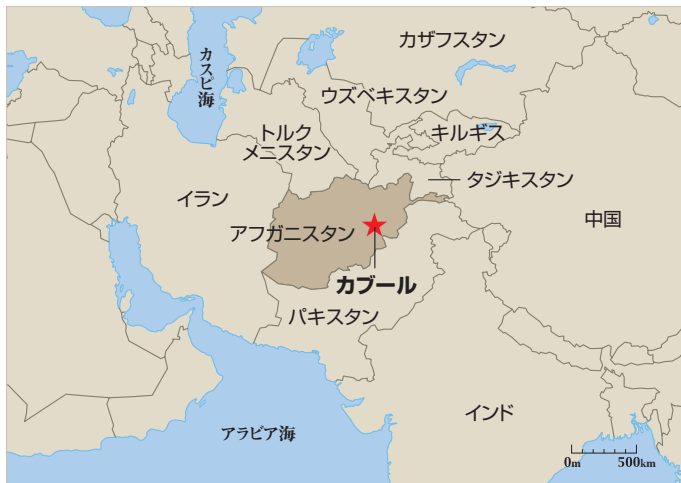 カザフスタン
カスピ海
ウズベキスタン
トルク
メニスタン
キルギス
タジキスタン
イラン
中国
アフガニスタン
カブール
パキスタン
インド
アラビア海
0m 500km